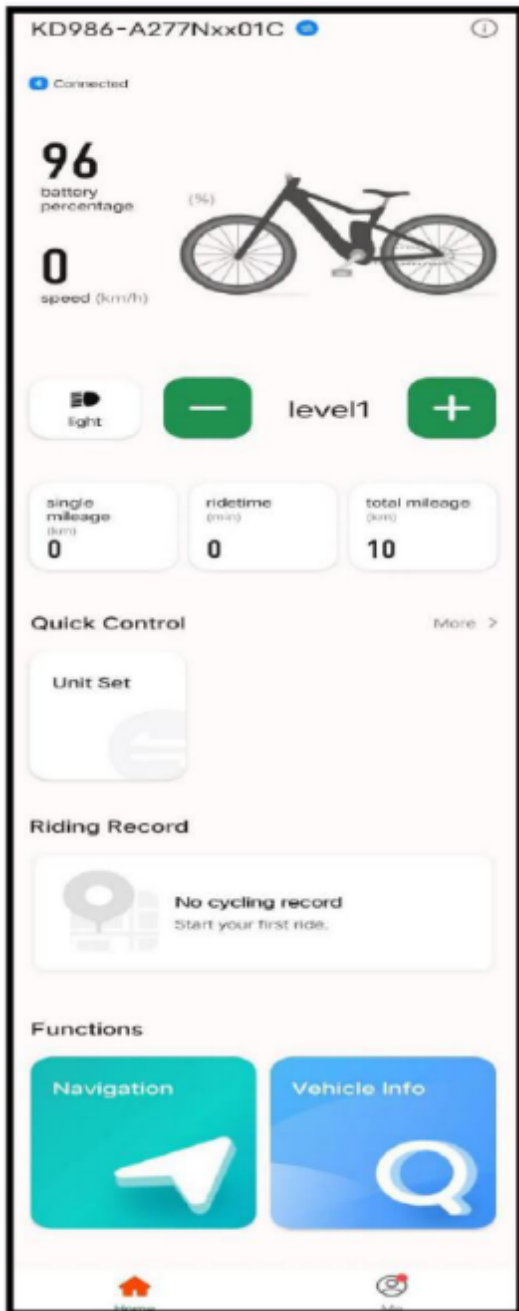 KD986-A277Nxx01C
Connected
96
battery
percentage
(%)
0
speed (km/h)
light
level1
single
mileage
(km)
0
ridetime
(min)
0
total mileage
(km)
10
Quick Control
More >
Unit Set
Riding Record
No cycling record
Start your first ride.
Functions
Navigation
Vehicle Info
Home
Me